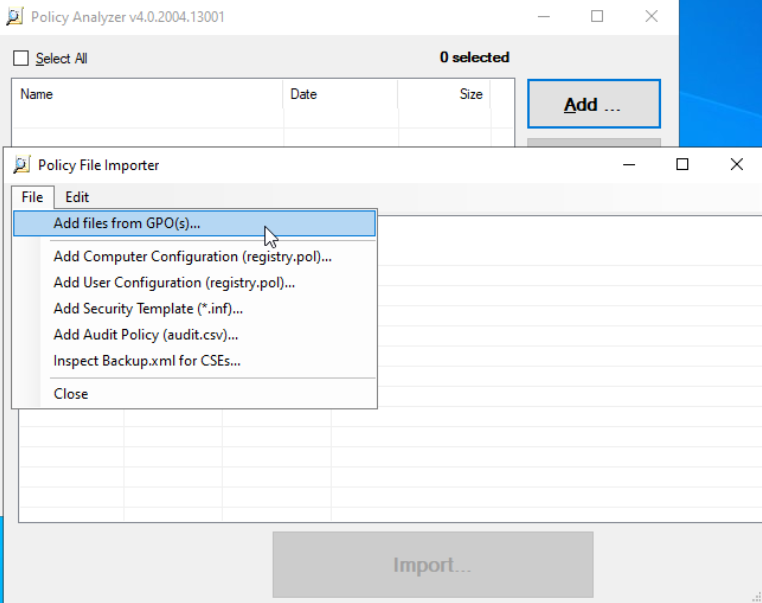 Policy Analyzer v4.0.2004.13001
Select All
0 selected
Name Date Size
Add ...
Policy File Importer
File Edit
Add files from GPO(s)...
Add Computer Configuration (registry.pol)...
Add User Configuration (registry.pol)...
Add Security Template (*.inf)...
Add Audit Policy (audit.csv)...
Inspect Backup.xml for CSEs...
Close
Import...